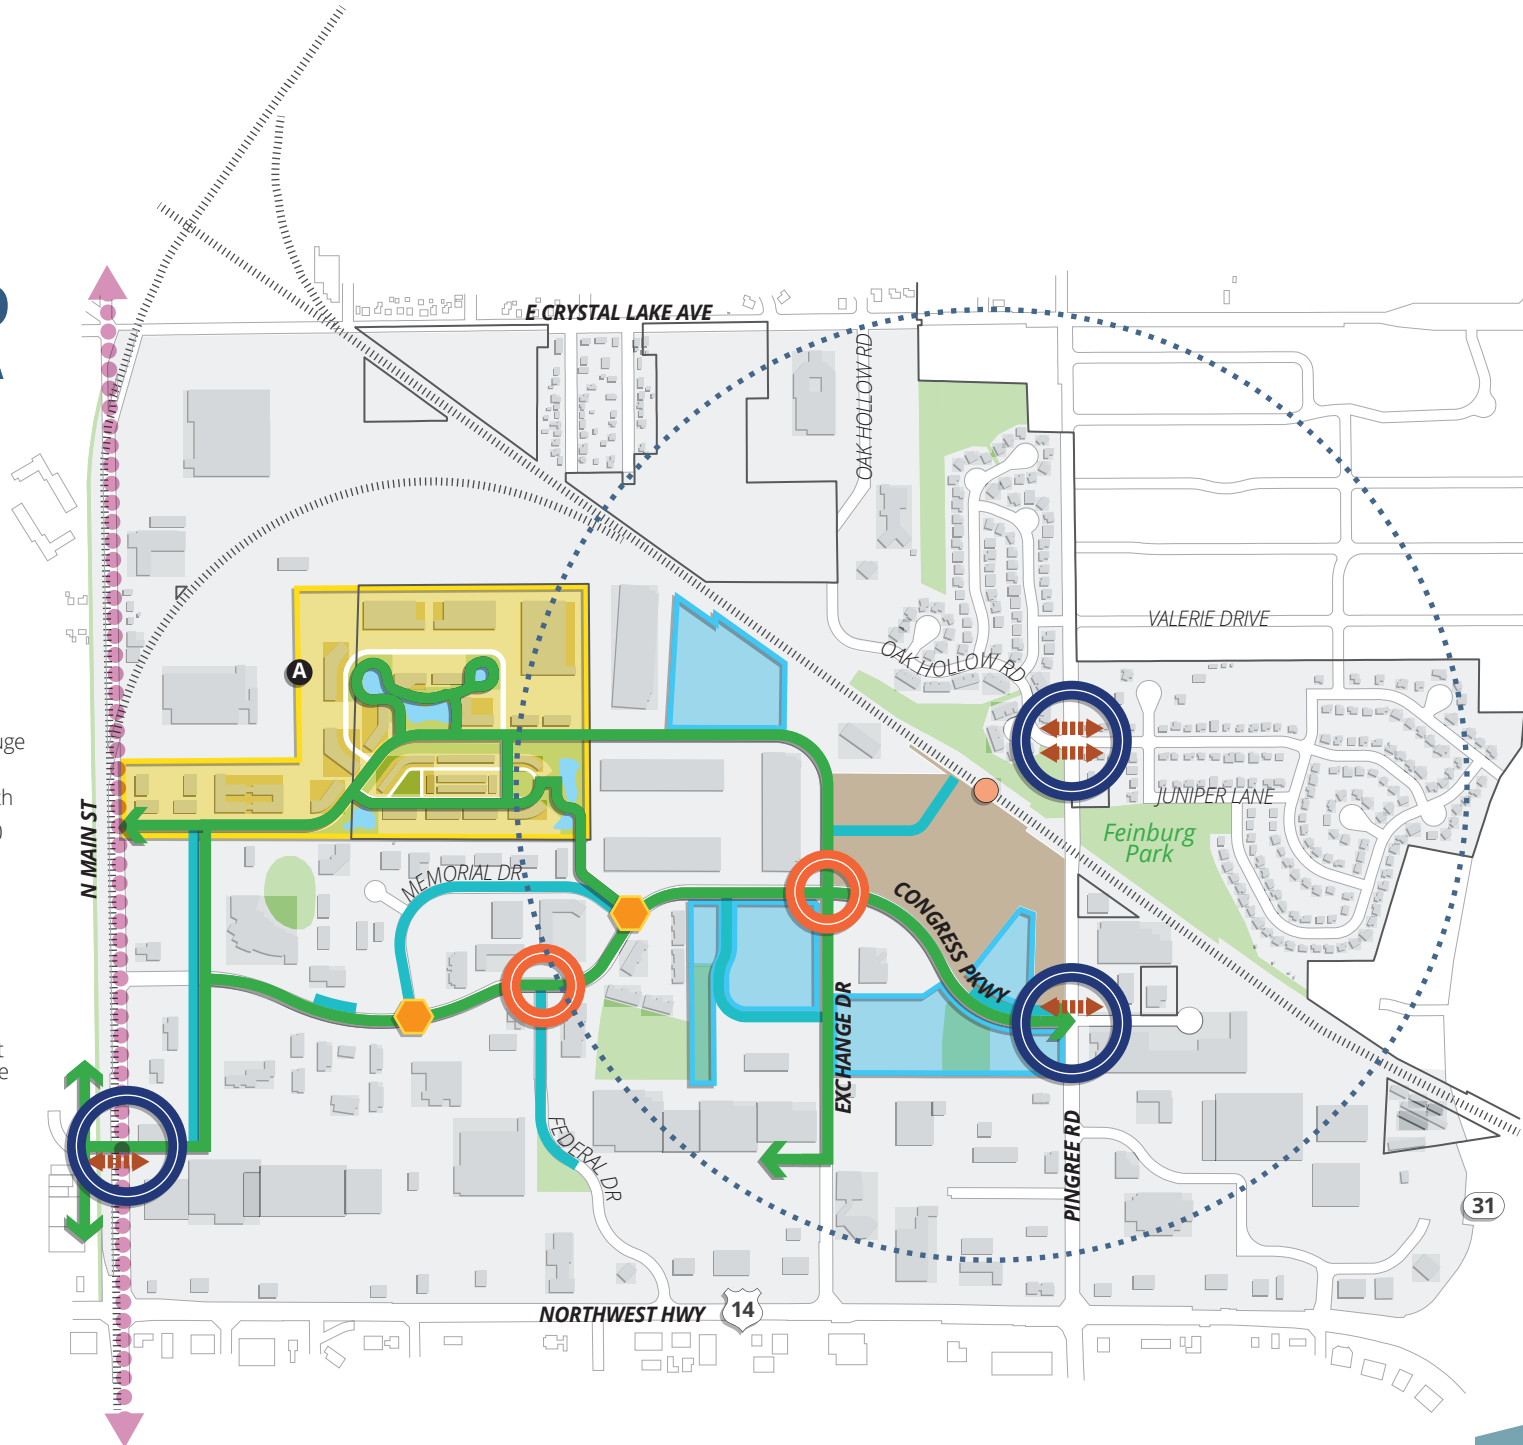 E CRYSTAL LAKE AVE
OAK HOLLOW RD
VALERIE DRIVE
OAK HOLLOW RD
A
JUNIPER LANE
Feinburg
Park
N MAIN ST
MEMORIAL DR
CONGRESS PKWY
EXCHANGE DR
FEDERAL DR
PINGREE RD
31
NORTHWEST HWY
14